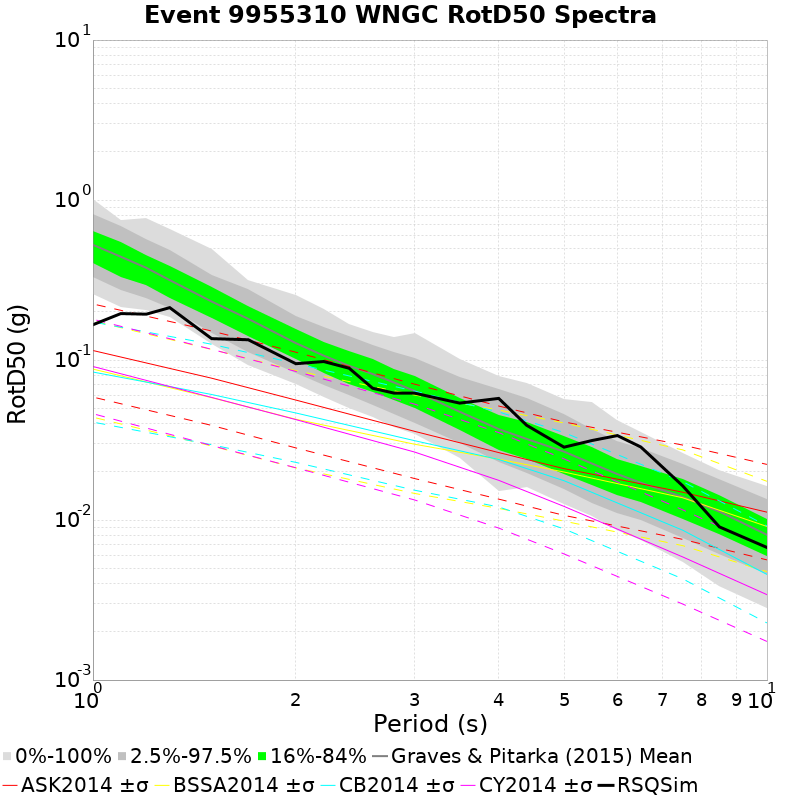 Event 9955310 WNGC RotD50 Spectra
10^1
10^0
10^-1
10^-2
10^-3
RotD50 (g)
10^0 2 3 4 5 6 7 8 9 10^1
Period (s)
0%-100% 2.5%-97.5% 16%-84% Graves & Pitarka (2015) Mean
ASK2014 ±σ BSSA2014 ±σ CB2014 ±σ CY2014 ±σ RSQSim